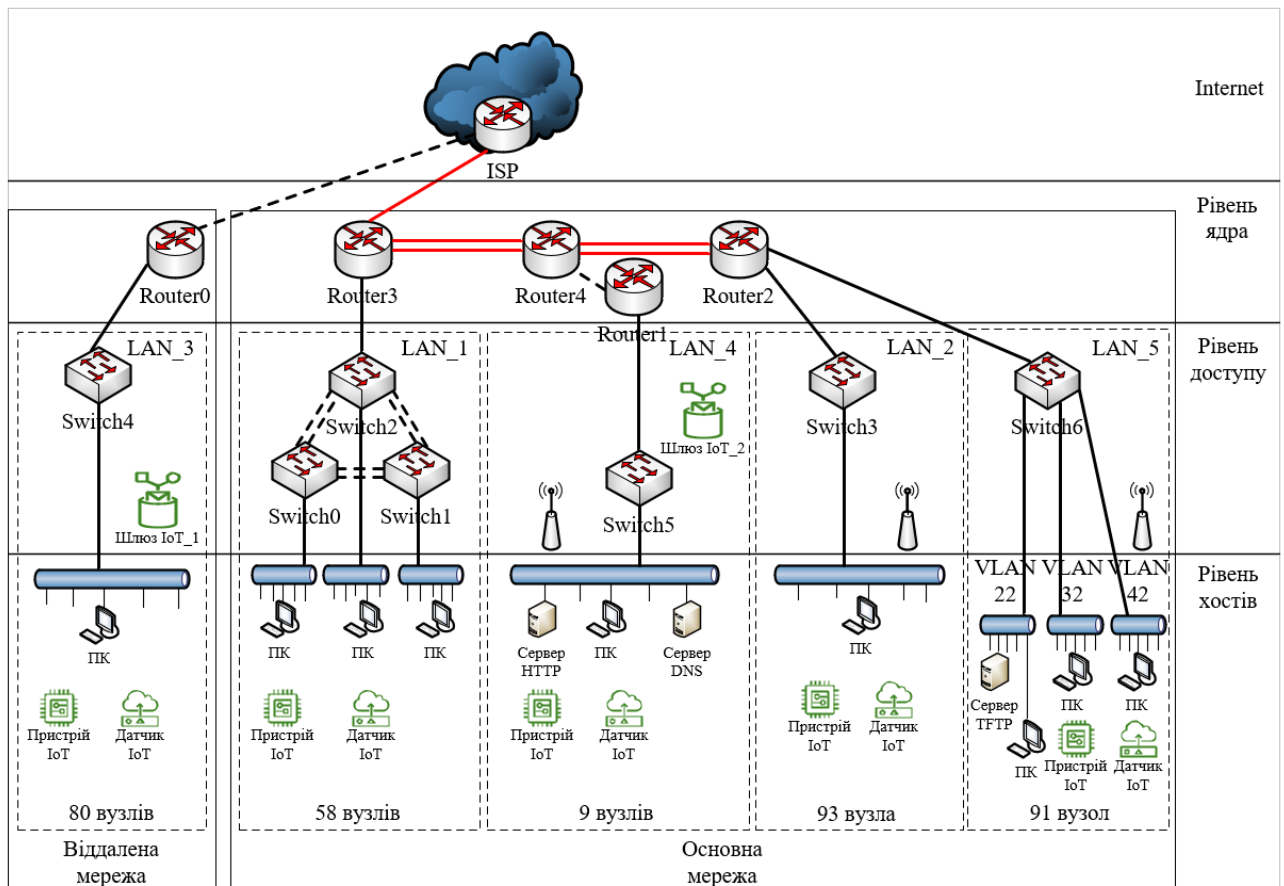 Internet
ISP
Рівень
ядра
Router0
Router3
Router4
Router2
Router1
LAN_3
LAN_1
LAN_4
LAN_2
LAN_5
Рівень
доступу
Switch4
Switch2
Switch3
Switch6
Шлюз IoT_2
Switch0
Switch1
Switch5
Шлюз IoT_1
VLAN
22
VLAN
32
VLAN
42
Рівень
хостів
ПК
ПК
ПК
ПК
Сервер
HTTP
ПК
Сервер
DNS
ПК
Сервер
TFTP
ПК
ПК
ПК
Пристрій
IoT
Датчик
IoT
Пристрій
IoT
Датчик
IoT
Пристрій
IoT
Датчик
IoT
Пристрій
IoT
Датчик
IoT
Пристрій
IoT
Датчик
IoT
80 вузлів
58 вузлів
9 вузлів
93 вузла
91 вузол
Віддалена
мережа
Основна
мережа